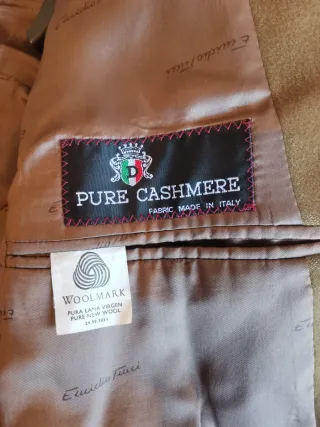 D
PURE CASHMERE
FABRIC MADE IN ITALY
WOOLMARK
PURA LANA VIRGEN
PURE NEW WOOL